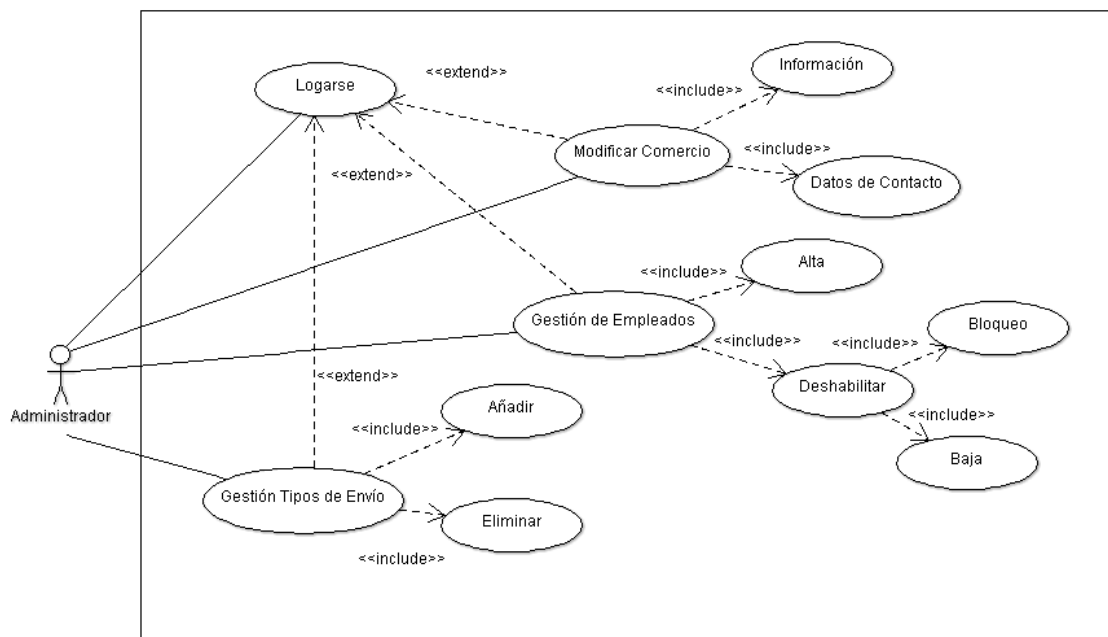 Información
<<extend>>
Logarse
<<include>>
Modificar Comercio
<<include>>
<<extend>>
Datos de Contacto
Alta
<<include>>
Gestión de Empleados
Bloqueo
<<include>>
<<include>>
<<extend>>
Deshabilitar
Administrador
Añadir
<<include>>
<<include>>
Baja
Gestión Tipos de Envío
Eliminar
<<include>>